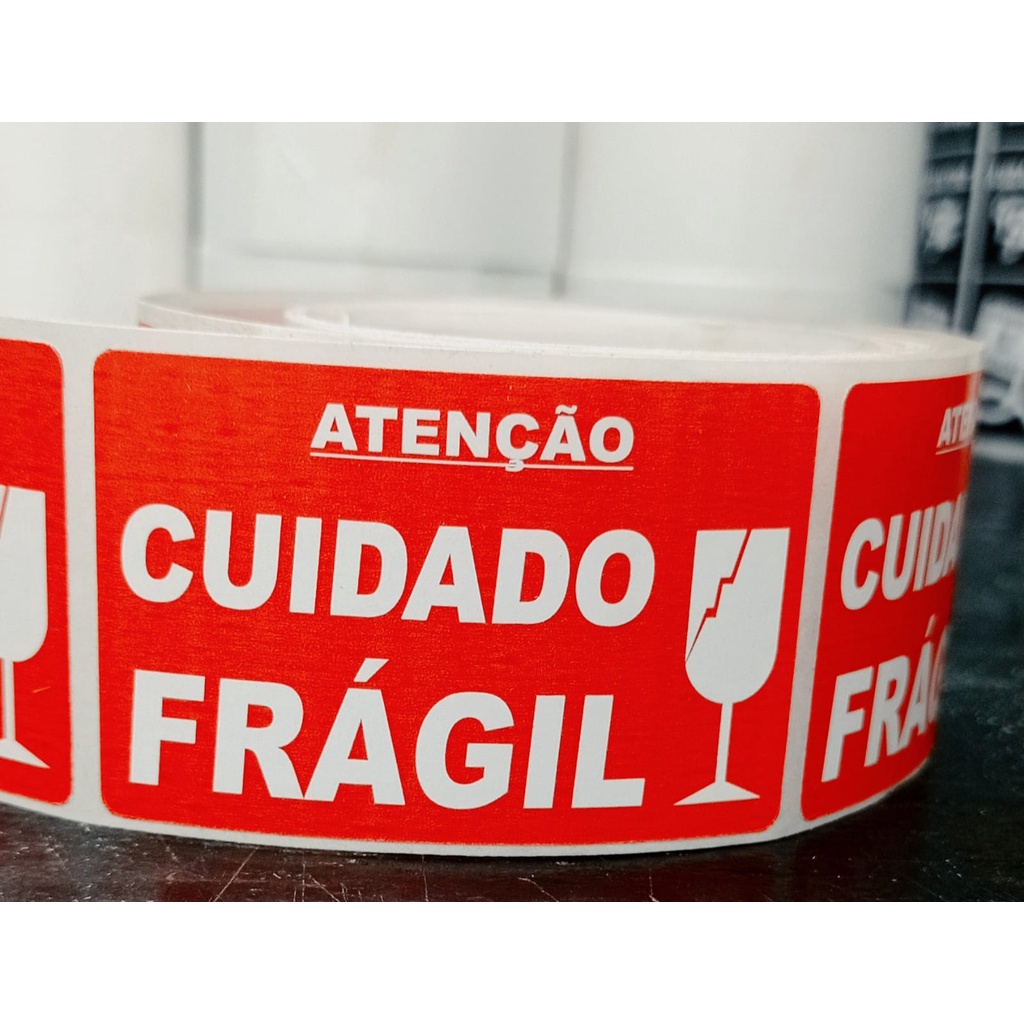 ATENÇÃO
CUIDADO
FRÁGIL